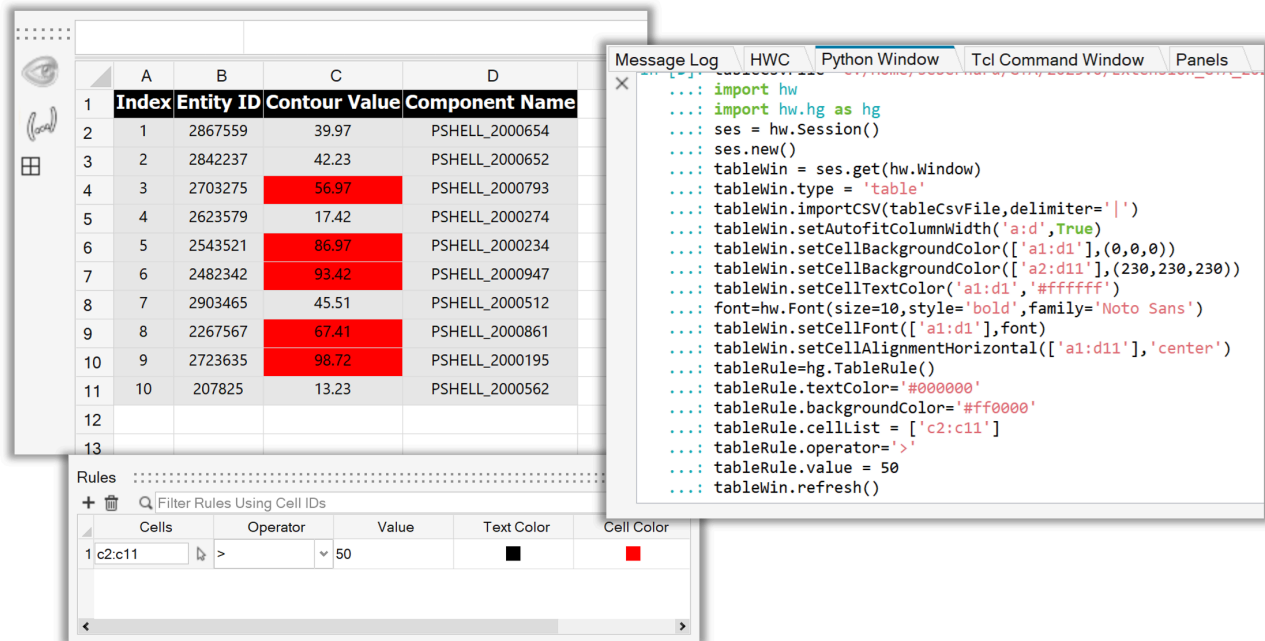 A B C D
1 Index Entity ID Contour Value Component Name
2 1 2867559 39.97 PSHELL_2000654
3 2 2842237 42.23 PSHELL_2000652
4 3 2703275 56.97 PSHELL_2000793
5 4 2623579 17.42 PSHELL_2000274
6 5 2543521 86.97 PSHELL_2000234
7 6 2482342 93.42 PSHELL_2000947
8 7 2903465 45.51 PSHELL_2000512
9 8 2267567 67.41 PSHELL_2000861
10 9 2723635 98.72 PSHELL_2000195
11 10 207825 13.23 PSHELL_2000562
12
13
Rules
Filter Rules Using Cell IDs
Cells Operator Value Text Color Cell Color
1 c2:c11 > 50
Message Log HWC Python Window Tcl Command Window Panels
...: import hw
...: import hw.hg as hg
...: ses = hw.Session()
...: ses.new()
...: tableWin = ses.get(hw.Window)
...: tableWin.type = 'table'
...: tableWin.importCSV(tableCsvFile,delimiter='|')
...: tableWin.setAutofitColumnWidth('a:d',True)
...: tableWin.setCellBackgroundColor(['a1:d1'],(0,0,0))
...: tableWin.setCellBackgroundColor(['a2:d11'],(230,230,230))
...: tableWin.setCellTextColor('a1:d1','#ffffff')
...: font=hw.Font(size=10,style='bold',family='Noto Sans')
...: tableWin.setCellFont(['a1:d1'],font)
...: tableWin.setCellAlignmentHorizontal(['a1:d11'],'center')
...: tableRule=hg.TableRule()
...: tableRule.textColor='#000000'
...: tableRule.backgroundColor='#ff0000'
...: tableRule.cellList = ['c2:c11']
...: tableRule.operator='>'
...: tableRule.value = 50
...: tableWin.refresh()